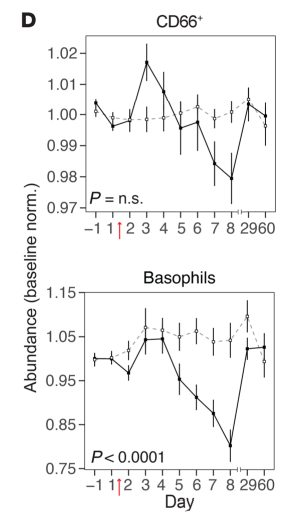 D
CD66⁺
1.02
1.01
1.00
0.99
0.98
0.97
P = n.s.
−1 1 2 3 4 5 6 7 8 29 60
Abundance (baseline norm.)
Basophils
1.15
1.05
0.95
0.85
0.75
P < 0.0001
−1 1 2 3 4 5 6 7 8 29 60
Day